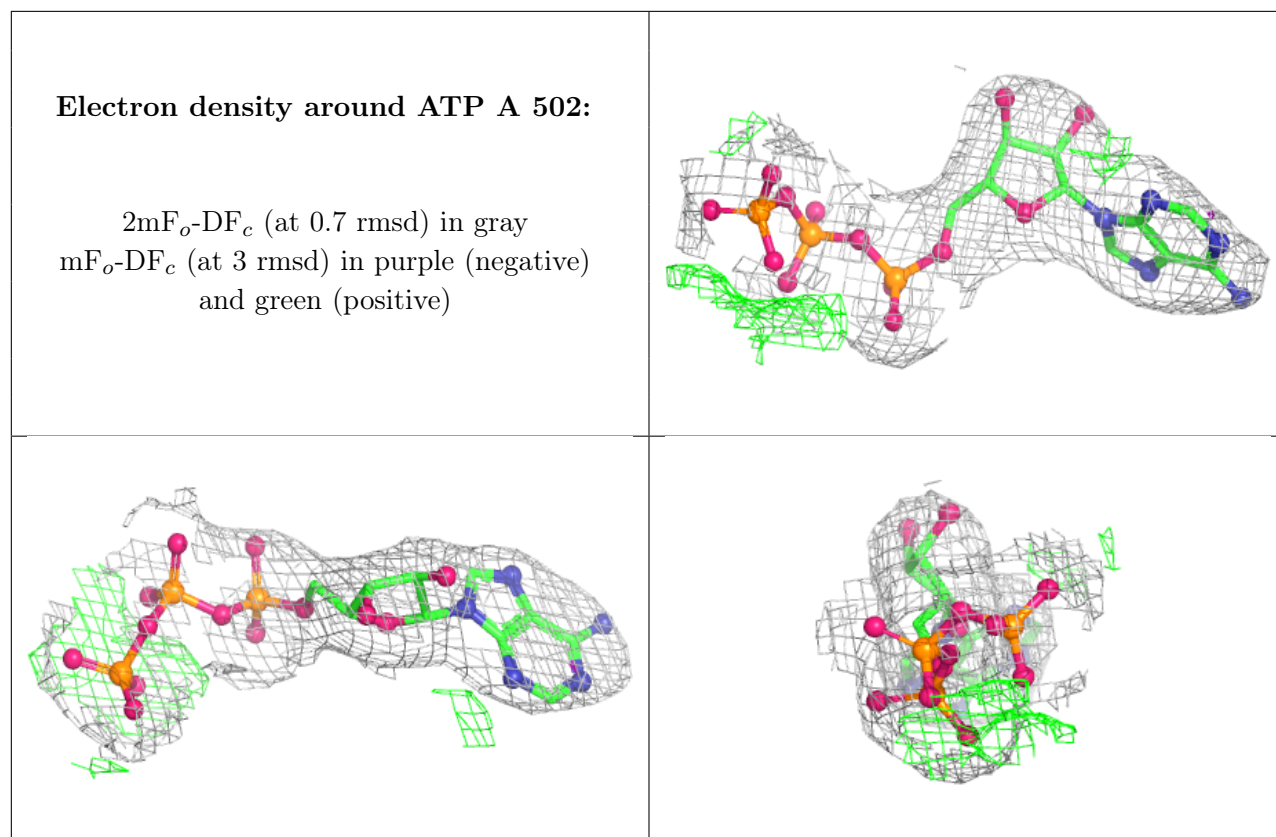 Electron density around ATP A 502:
2mFo-DFc (at 0.7 rmsd) in gray
mFo-DFc (at 3 rmsd) in purple (negative)
and green (positive)